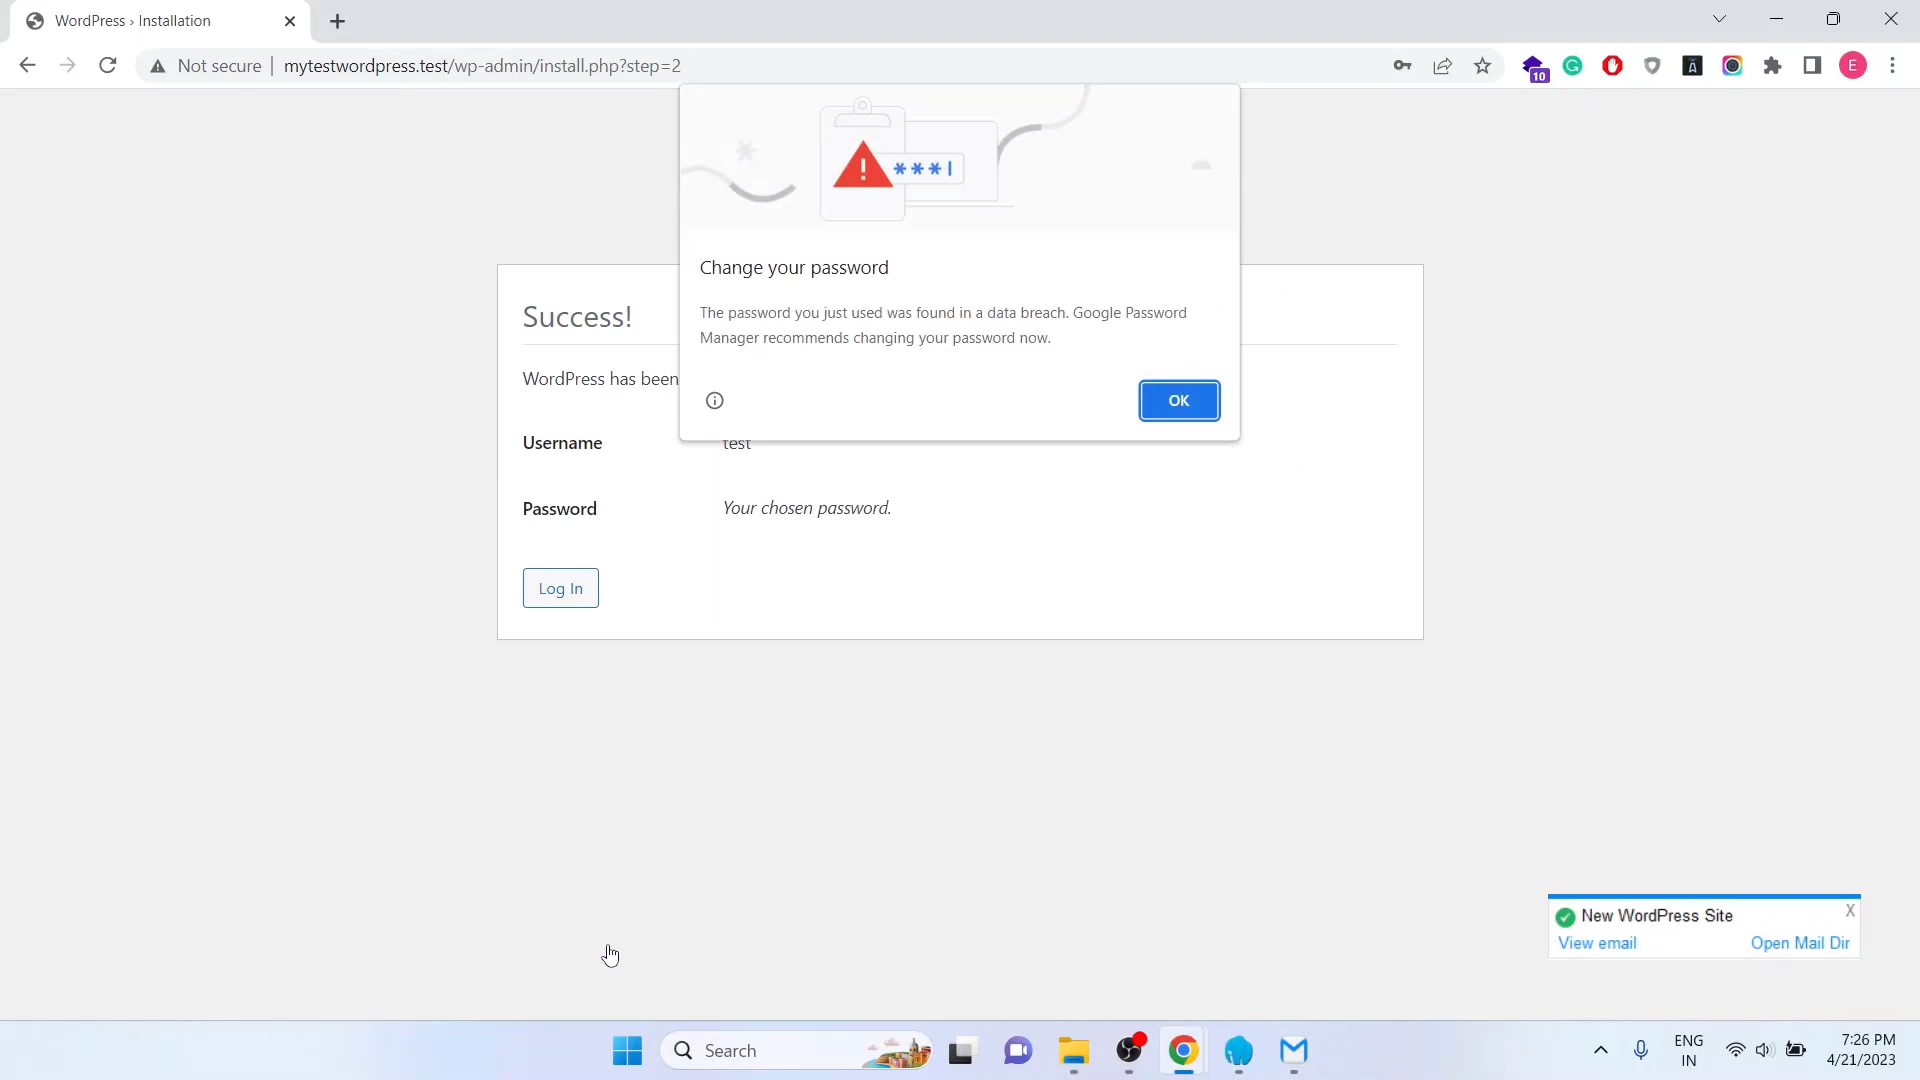 WordPress › Installation
Not secure
mytestwordpress.test/wp-admin/install.php?step=2
10
E
***
Change your password
The password you just used was found in a data breach. Google Password
Manager recommends changing your password now.
OK
Success!
WordPress has been
Username
test
Password
Your chosen password.
Log In
New WordPress Site
X
View email
Open Mail Dir
Search
ENG
IN
7:26 PM
4/21/2023